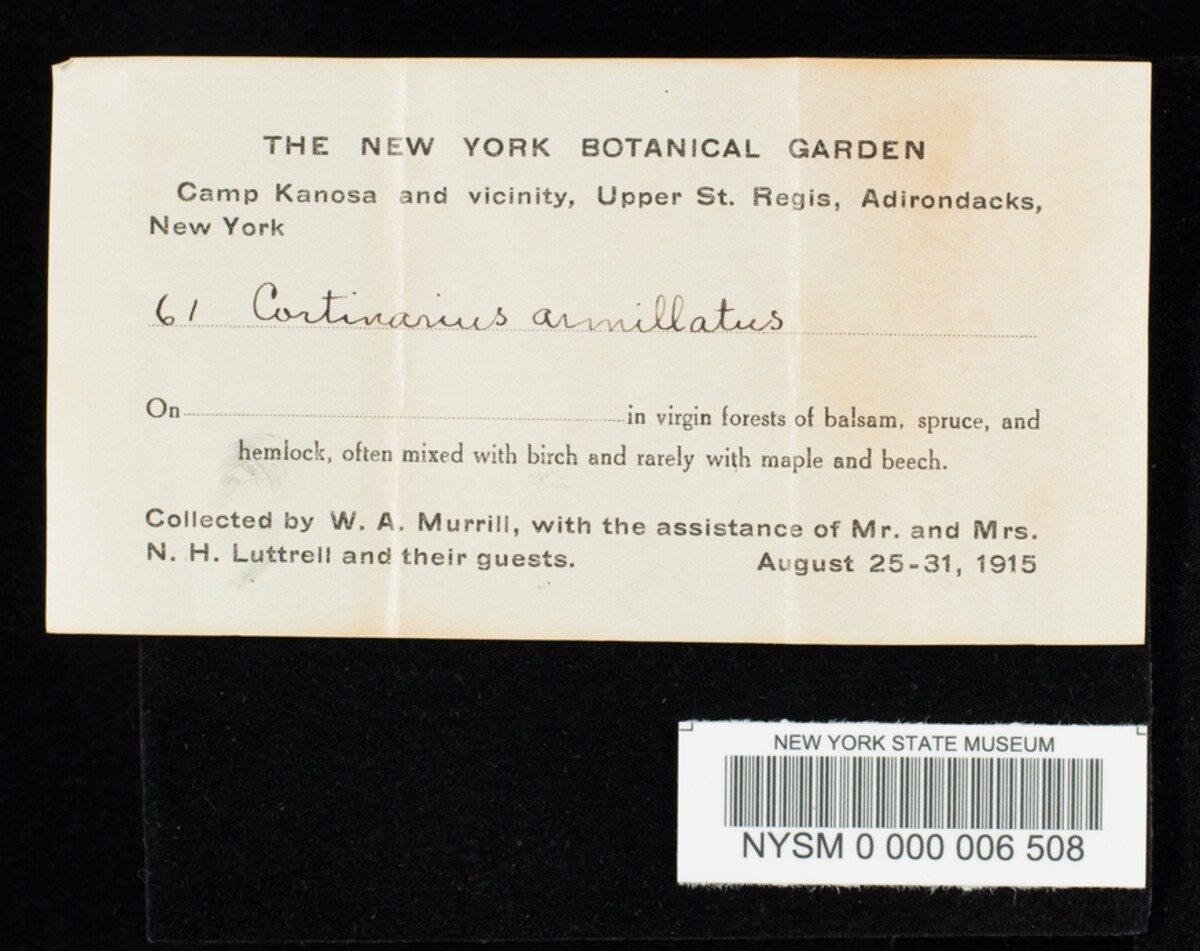 THE NEW YORK BOTANICAL GARDEN
Camp Kanosa and vicinity, Upper St. Regis, Adirondacks,
New York
61 Cortinarius armillatus
On in virgin forests of balsam, spruce, and
hemlock, often mixed with birch and rarely with maple and beech.
Collected by W. A. Murrill, with the assistance of Mr. and Mrs.
N. H. Luttrell and their guests. August 25-31, 1915
NEW YORK STATE MUSEUM
NYSM 0 000 006 508